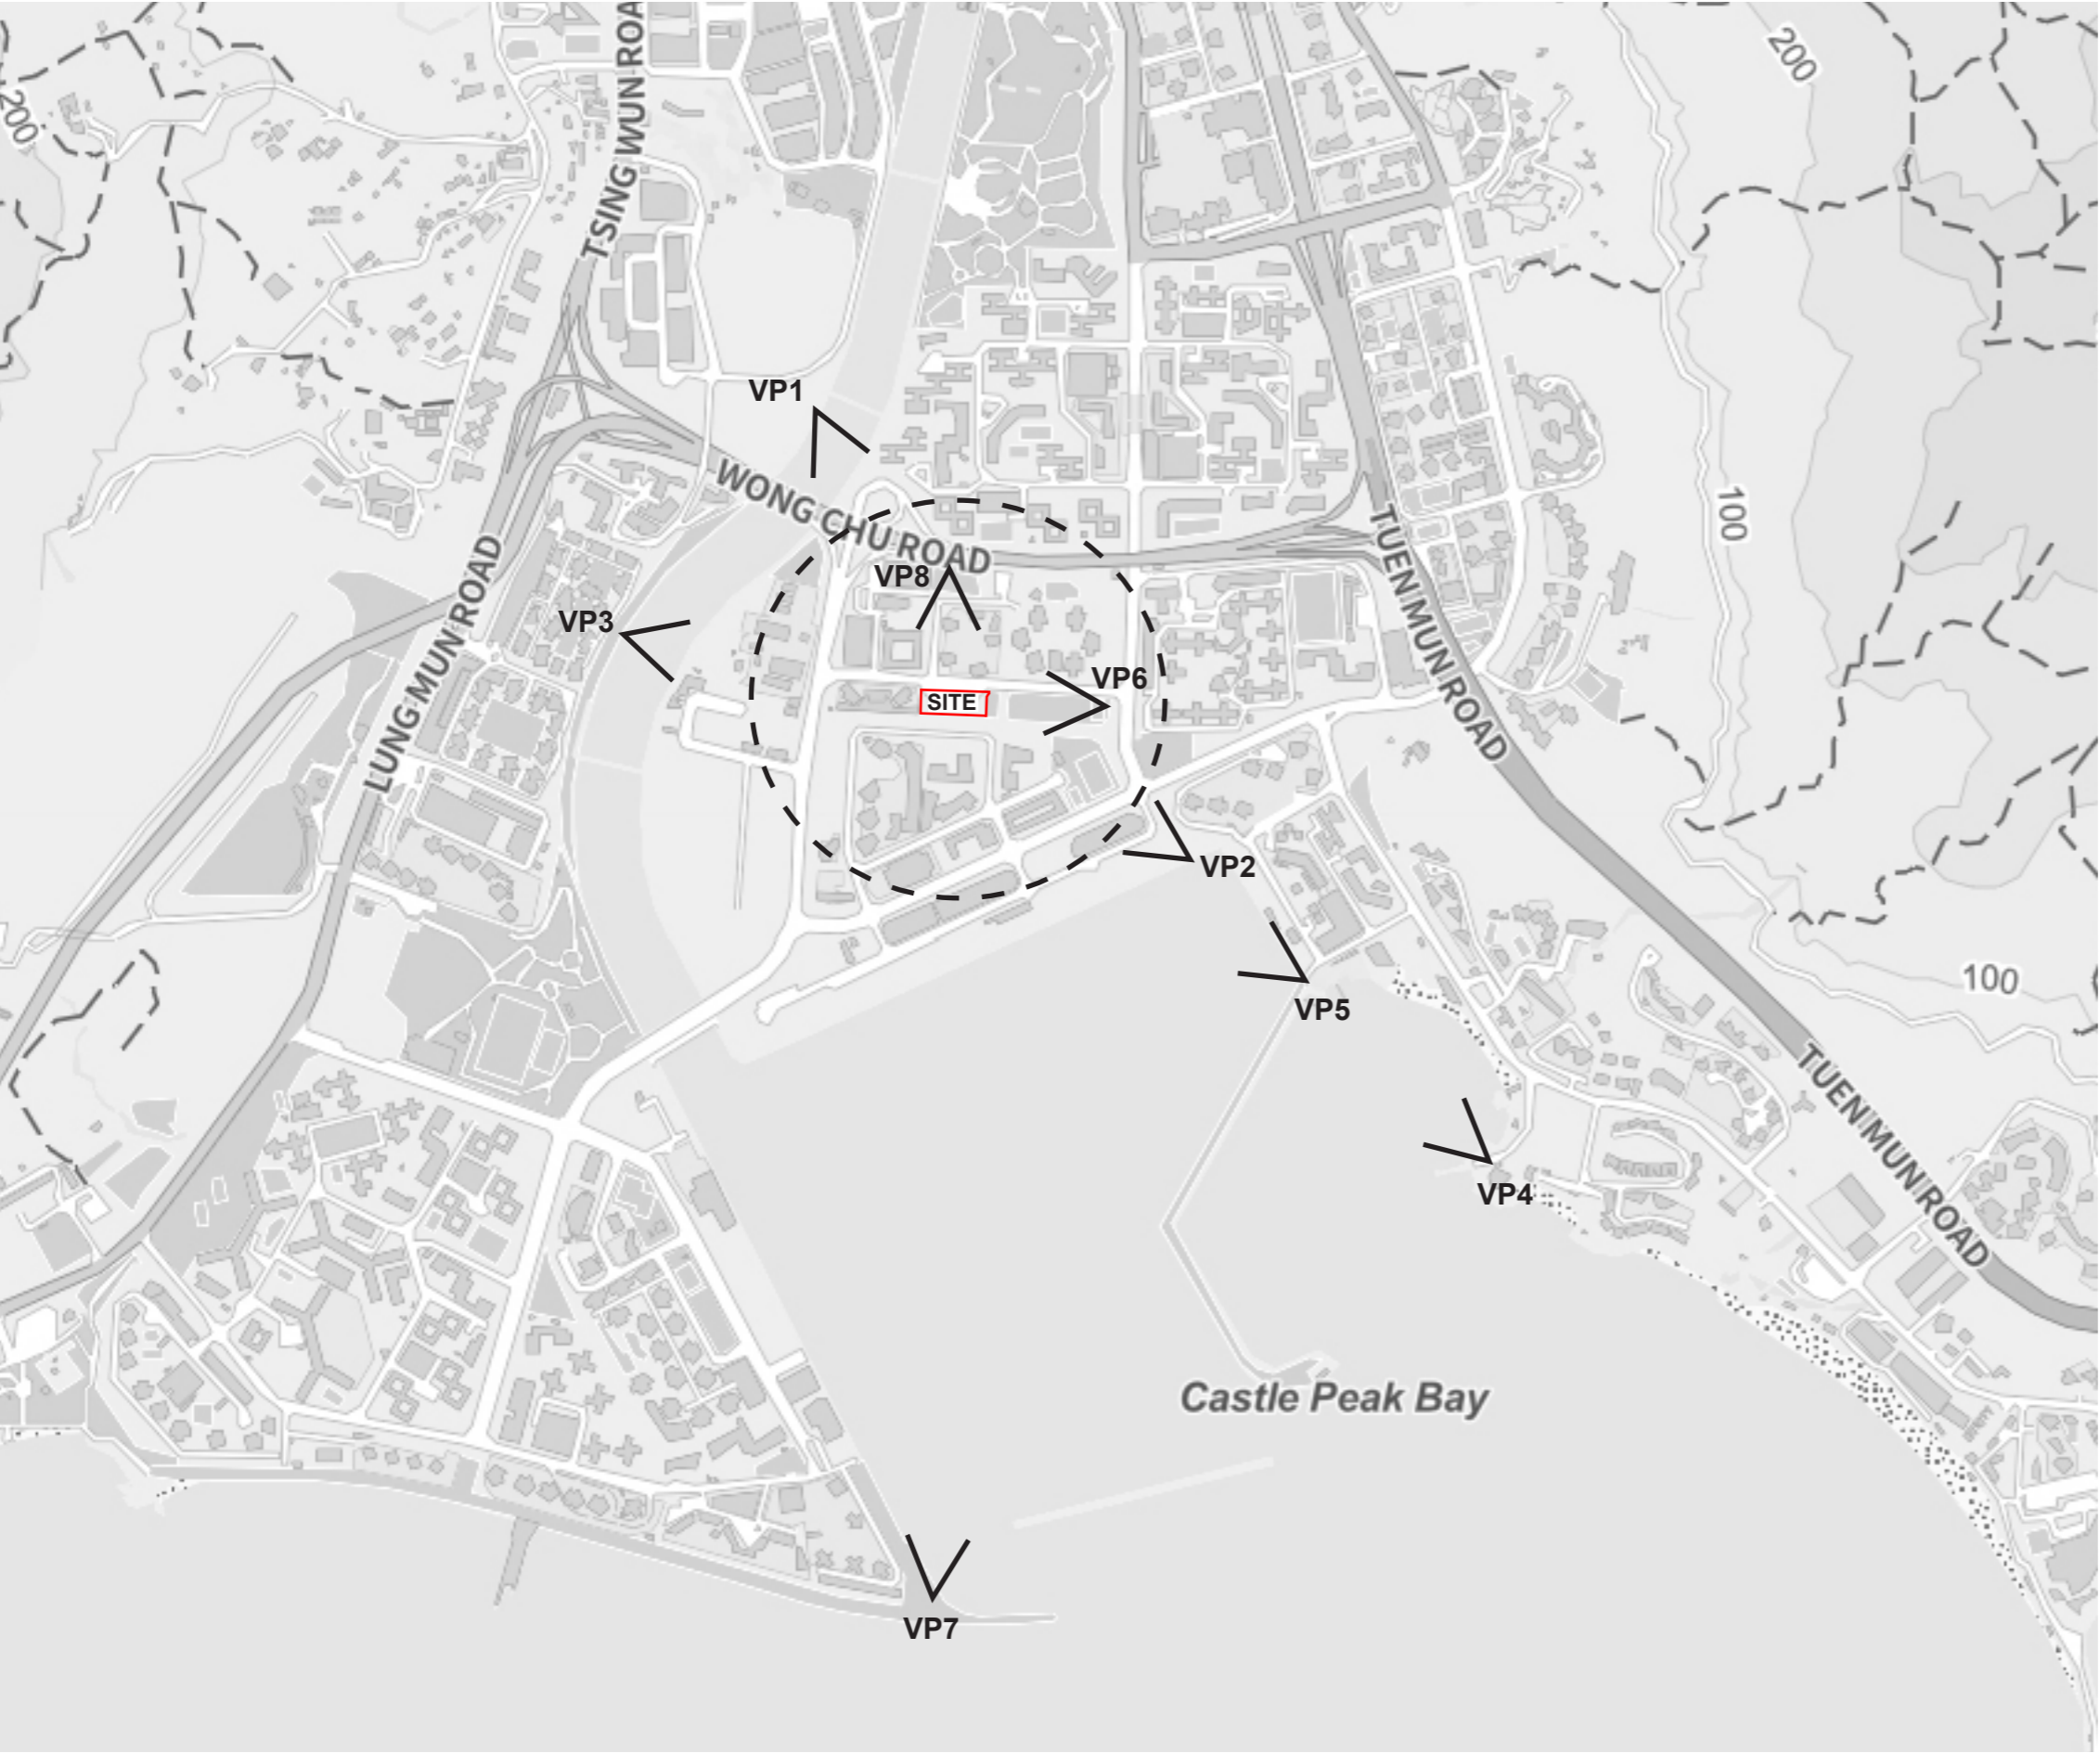 TSING WUN ROA
200
200
VP1
WONG CHU ROAD
100
VP8
TUEN MUN ROAD
VP3
LUNG MUN ROAD
VP6
SITE
VP2
100
VP5
TUEN MUN ROAD
VP4
Castle Peak Bay
VP7